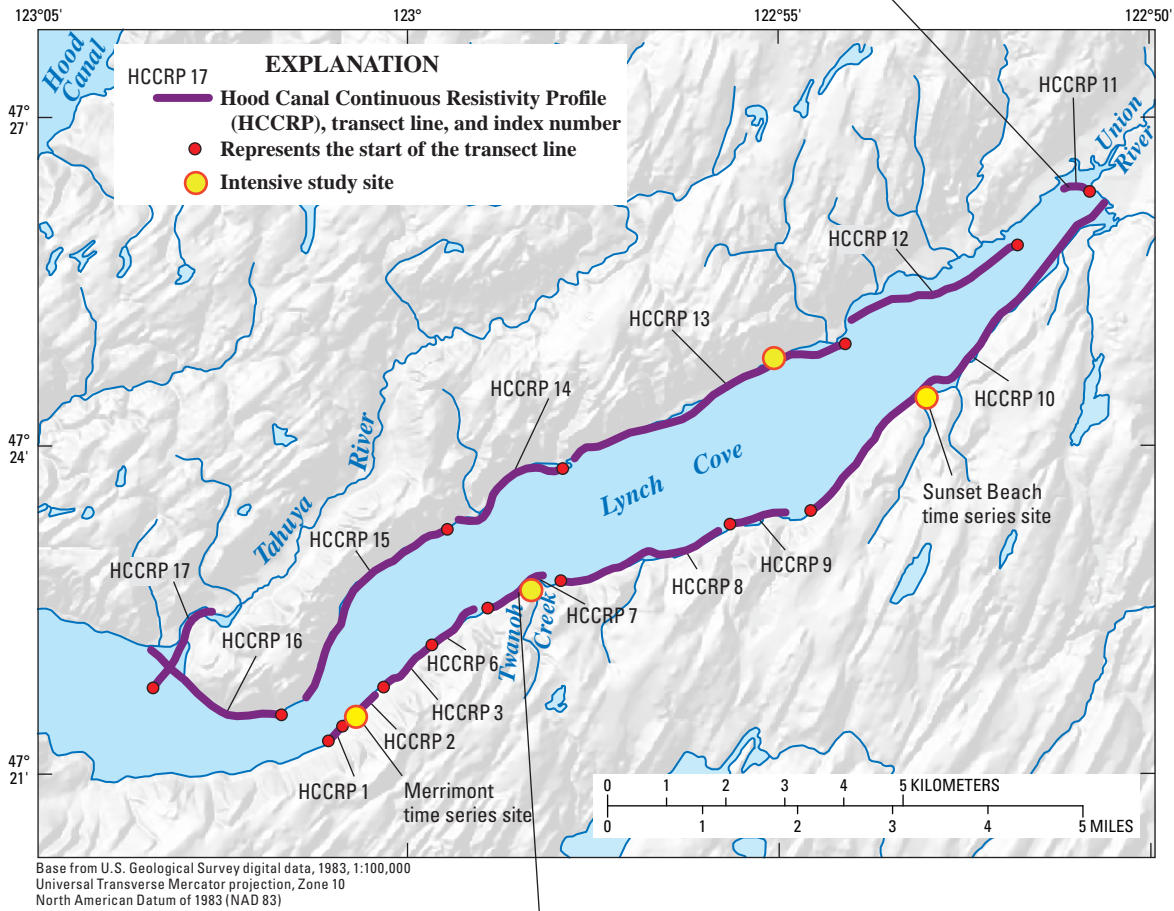 123°05'
123°
122°55'
122°50'
47°
27'
47°
24'
47°
21'
Hood
Canal
EXPLANATION
HCCRP 17
Hood Canal Continuous Resistivity Profile
(HCCRP), transect line, and index number
Represents the start of the transect line
Intensive study site
HCCRP 11
Union
River
HCCRP 12
HCCRP 13
HCCRP 14
HCCRP 10
Lynch Cove
Sunset Beach
time series site
Tahuya River
HCCRP 15
HCCRP 17
HCCRP 16
HCCRP 9
HCCRP 8
HCCRP 7
Twanoh
Creek
HCCRP 6
HCCRP 3
HCCRP 2
HCCRP 1
Merrimont
time series site
0 1 2 3 4 5 KILOMETERS
0 1 2 3 4 5 MILES
Base from U.S. Geological Survey digital data, 1983, 1:100,000
Universal Transverse Mercator projection, Zone 10
North American Datum of 1983 (NAD 83)